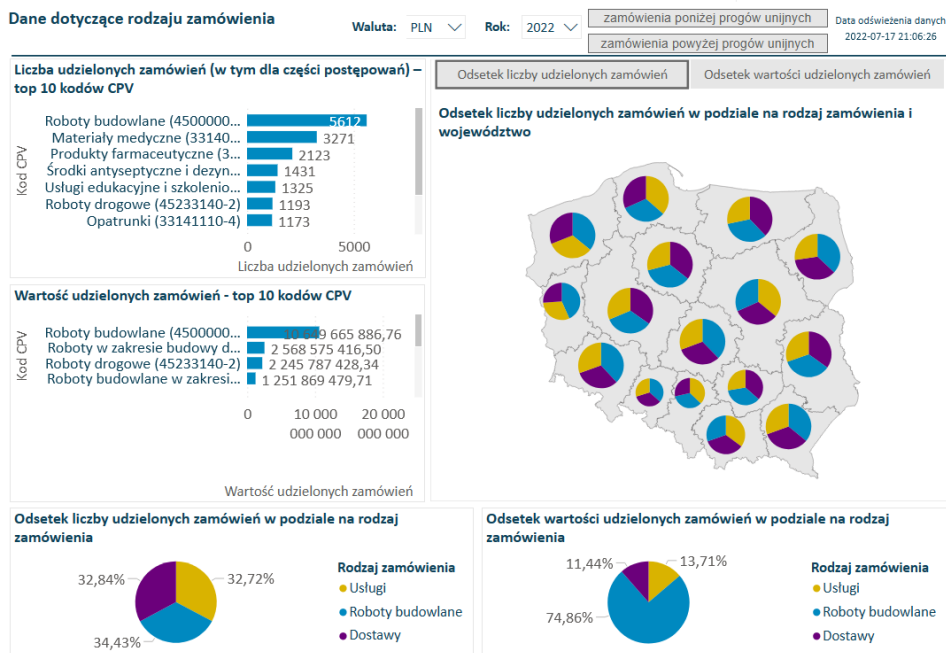 Dane dotyczące rodzaju zamówienia
Waluta: PLN
Rok: 2022
zamówienia poniżej progów unijnych
zamówienia powyżej progów unijnych
Data odświeżenia danych
2022-07-17 21:06:26
Liczba udzielonych zamówień (w tym dla części postępowań) –
top 10 kodów CPV
Kod CPV
Roboty budowlane (4500000... 5612
Materiały medyczne (33140... 3271
Produkty farmaceutyczne (3... 2123
Środki antyseptyczne i dezyn... 1431
Usługi edukacyjne i szkolenio... 1325
Roboty drogowe (45233140-2) 1193
Opatrunki (33141110-4) 1173
0 5000
Liczba udzielonych zamówień
Wartość udzielonych zamówień - top 10 kodów CPV
Kod CPV
Roboty budowlane (4500000... 10 649 665 886,76
Roboty w zakresie budowy d... 2 568 575 416,50
Roboty drogowe (45233140-2) 2 245 787 428,34
Roboty budowlane w zakresi... 1 251 869 479,71
0 10 000 20 000
000 000 000 000
Wartość udzielonych zamówień
Odsetek liczby udzielonych zamówień
Odsetek wartości udzielonych zamówień
Odsetek liczby udzielonych zamówień w podziale na rodzaj zamówienia i
województwo
Odsetek liczby udzielonych zamówień w podziale na rodzaj
zamówienia
32,84%
32,72%
34,43%
Rodzaj zamówienia
Usługi
Roboty budowlane
Dostawy
Odsetek wartości udzielonych zamówień w podziale na rodzaj
zamówienia
11,44%
13,71%
74,86%
Rodzaj zamówienia
Usługi
Roboty budowlane
Dostawy